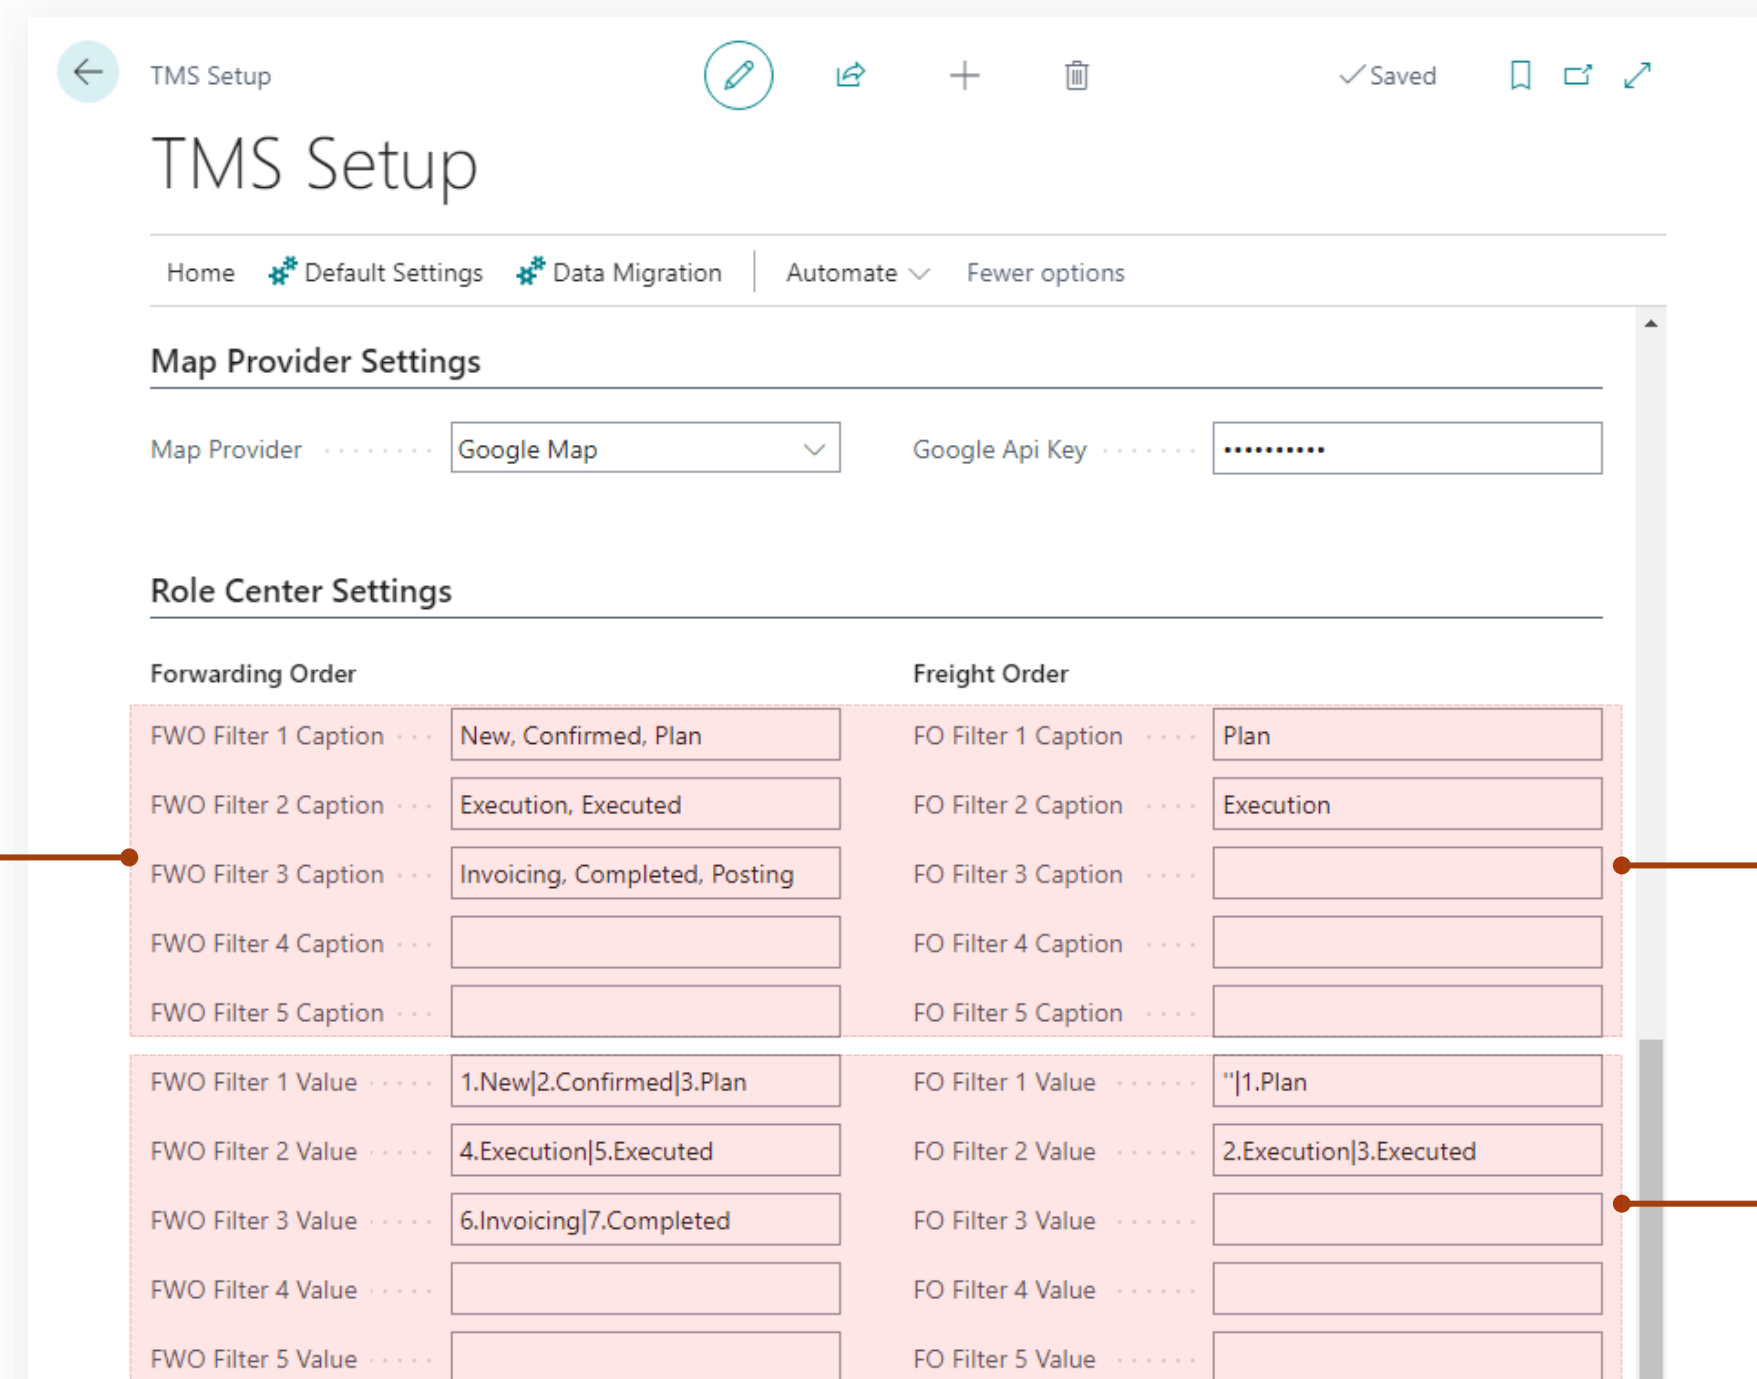 TMS Setup
Saved
TMS Setup
Home Default Settings Data Migration Automate Fewer options
Map Provider Settings
Map Provider Google Map Google Api Key ••••••••••
Role Center Settings
Forwarding Order Freight Order
FWO Filter 1 Caption New, Confirmed, Plan FO Filter 1 Caption Plan
FWO Filter 2 Caption Execution, Executed FO Filter 2 Caption Execution
FWO Filter 3 Caption Invoicing, Completed, Posting FO Filter 3 Caption
FWO Filter 4 Caption FO Filter 4 Caption
FWO Filter 5 Caption FO Filter 5 Caption
FWO Filter 1 Value 1.New|2.Confirmed|3.Plan FO Filter 1 Value ''|1.Plan
FWO Filter 2 Value 4.Execution|5.Executed FO Filter 2 Value 2.Execution|3.Executed
FWO Filter 3 Value 6.Invoicing|7.Completed FO Filter 3 Value
FWO Filter 4 Value FO Filter 4 Value
FWO Filter 5 Value FO Filter 5 Value